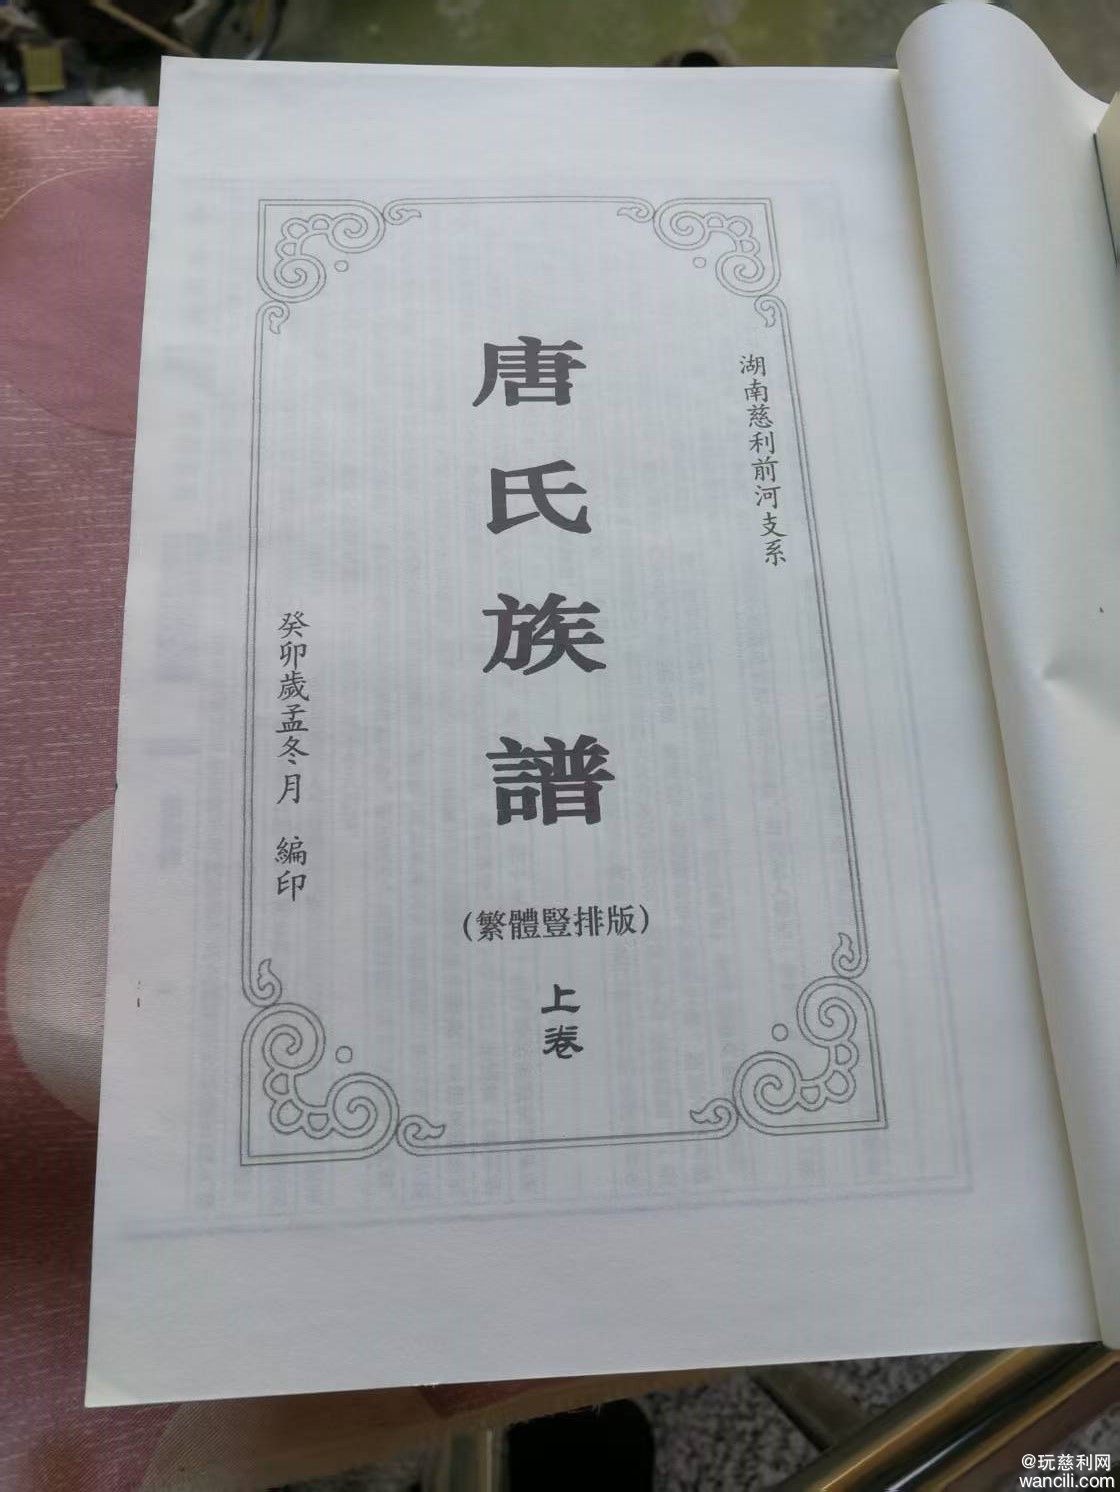 湖南慈利前河支系
唐氏族譜
(繁體豎排版)
上卷
癸卯歲孟冬月 編印
@玩慈利网
wancili.com